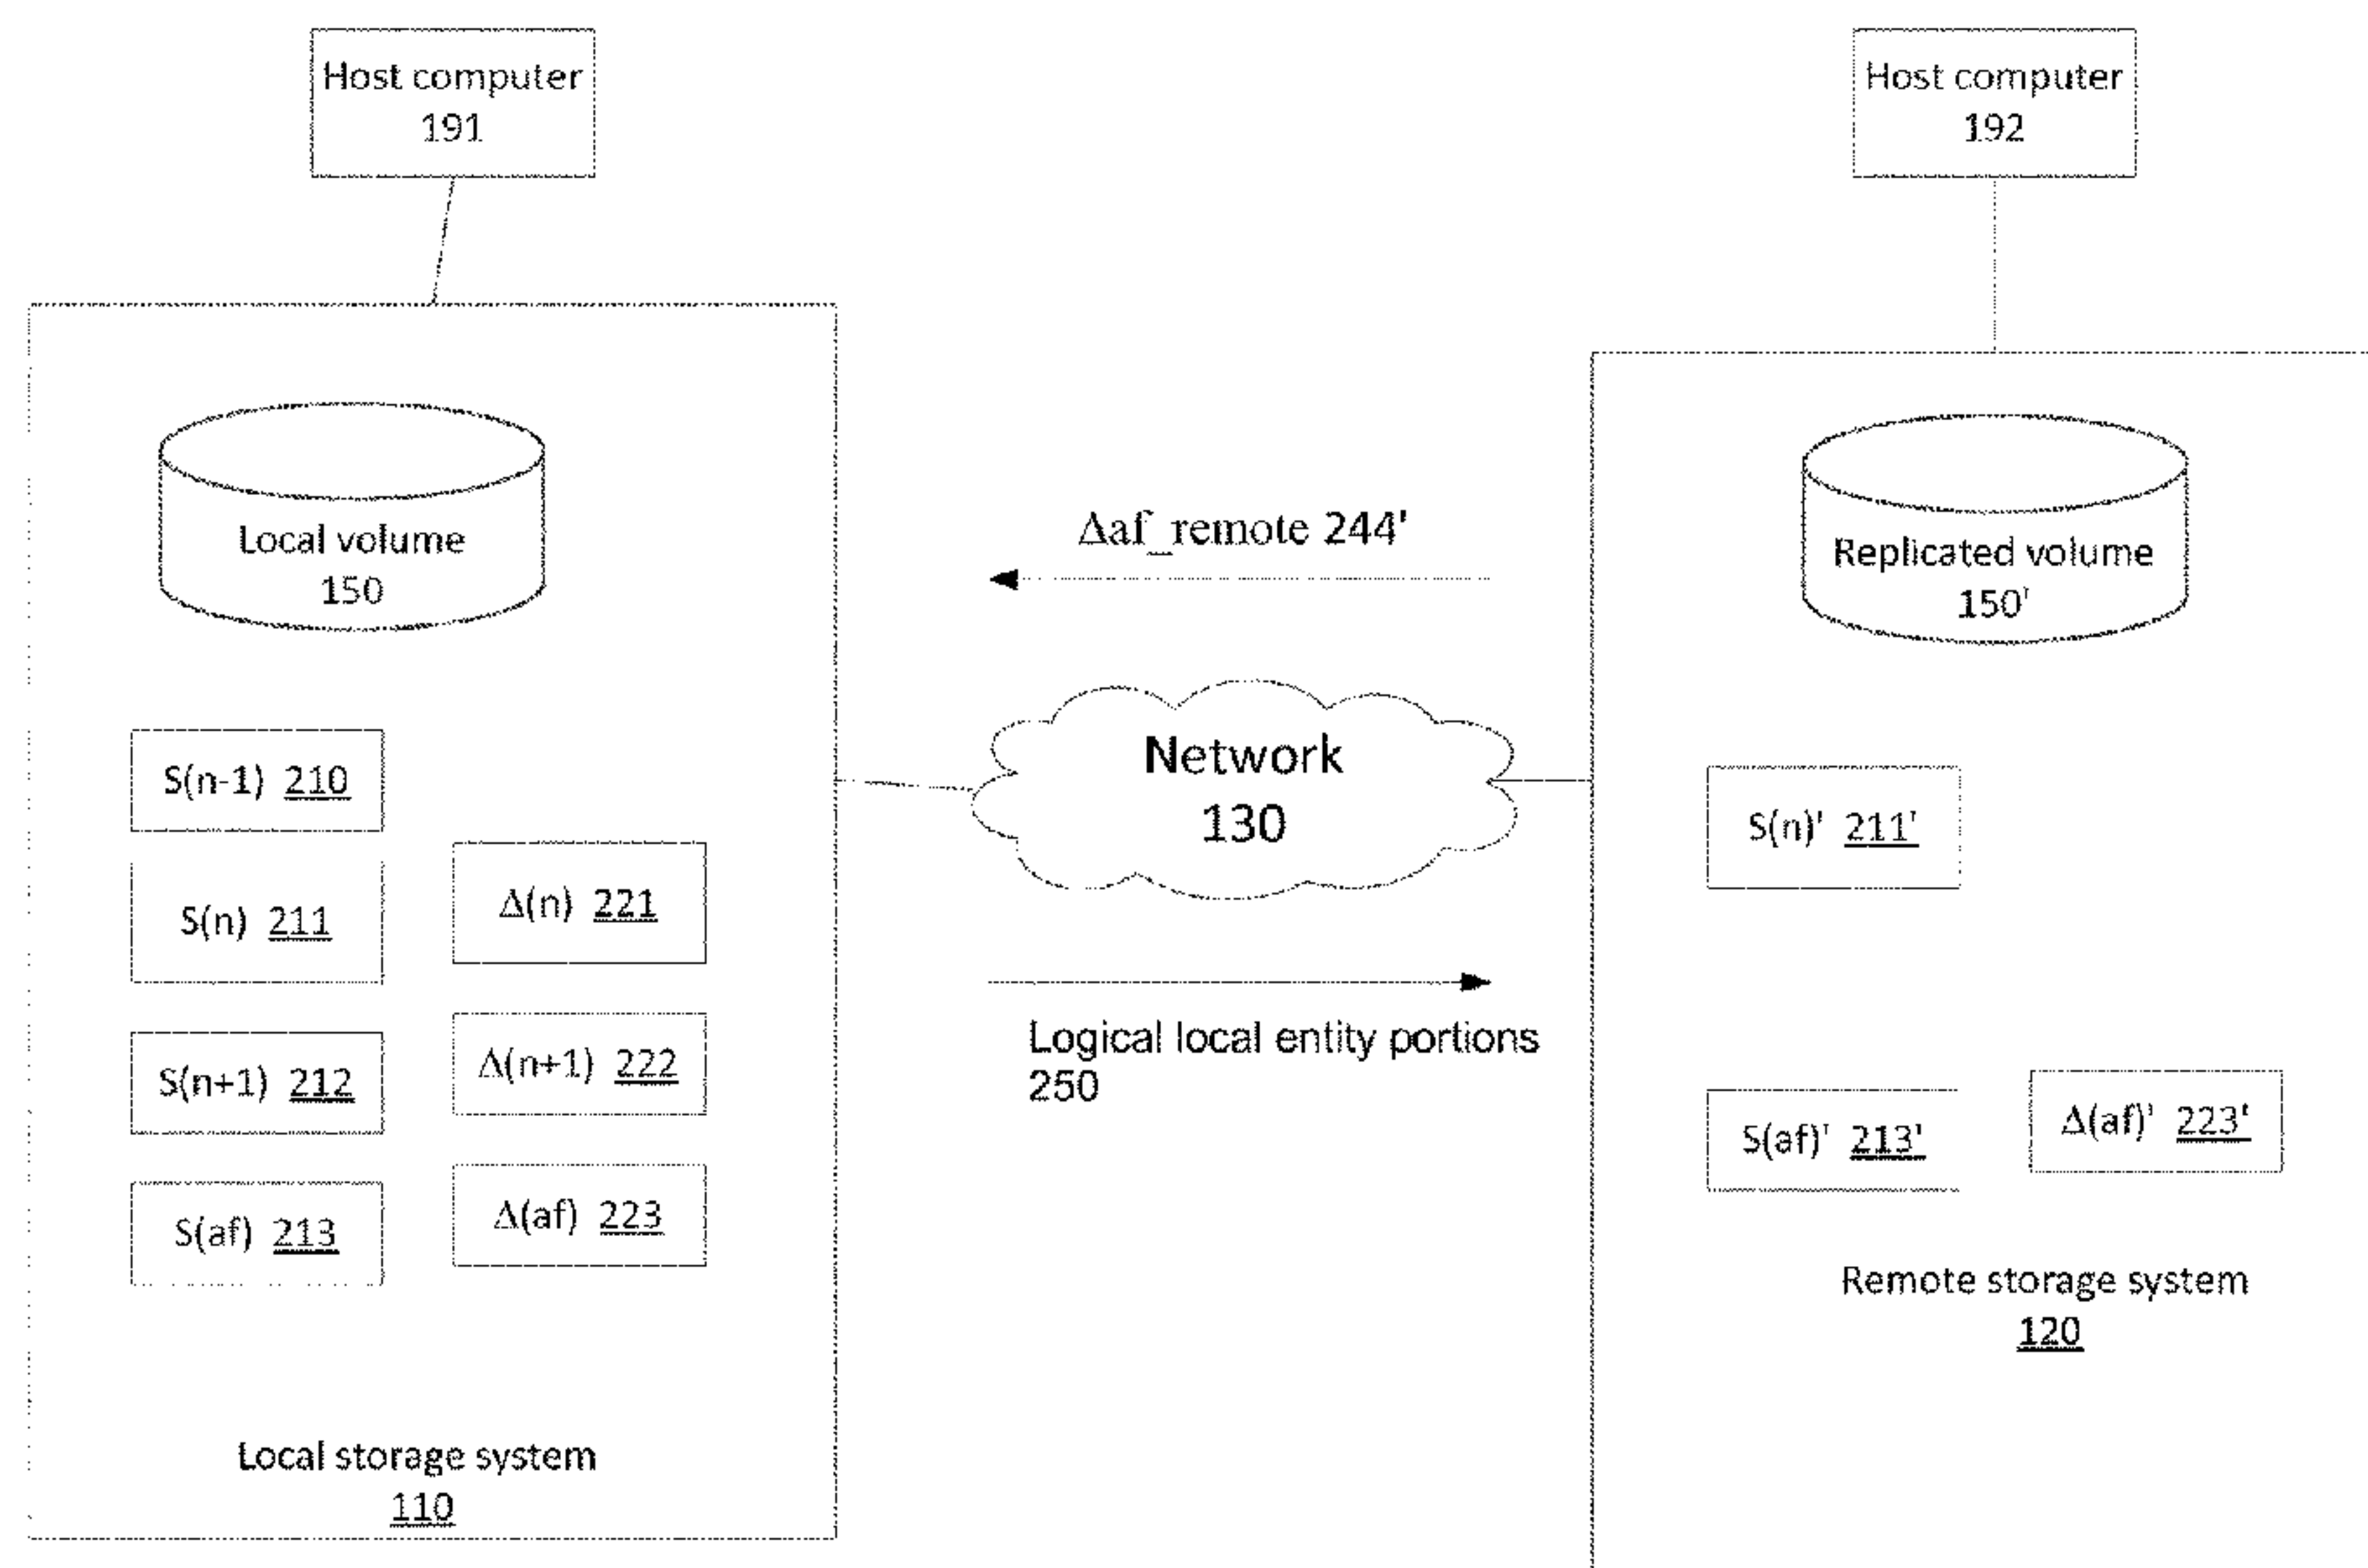 Host computer
191
Host computer
192
Local volume
150
Δaf_remote 244'
Replicated volume
150'
Network
130
S(n-1) 210
S(n) 211
Δ(n) 221
S(n+1) 212
Δ(n+1) 222
S(af) 213
Δ(af) 223
Logical local entity portions
250
S(n)' 211'
S(af)' 213'
Δ(af)' 223'
Remote storage system
120
Local storage system
110